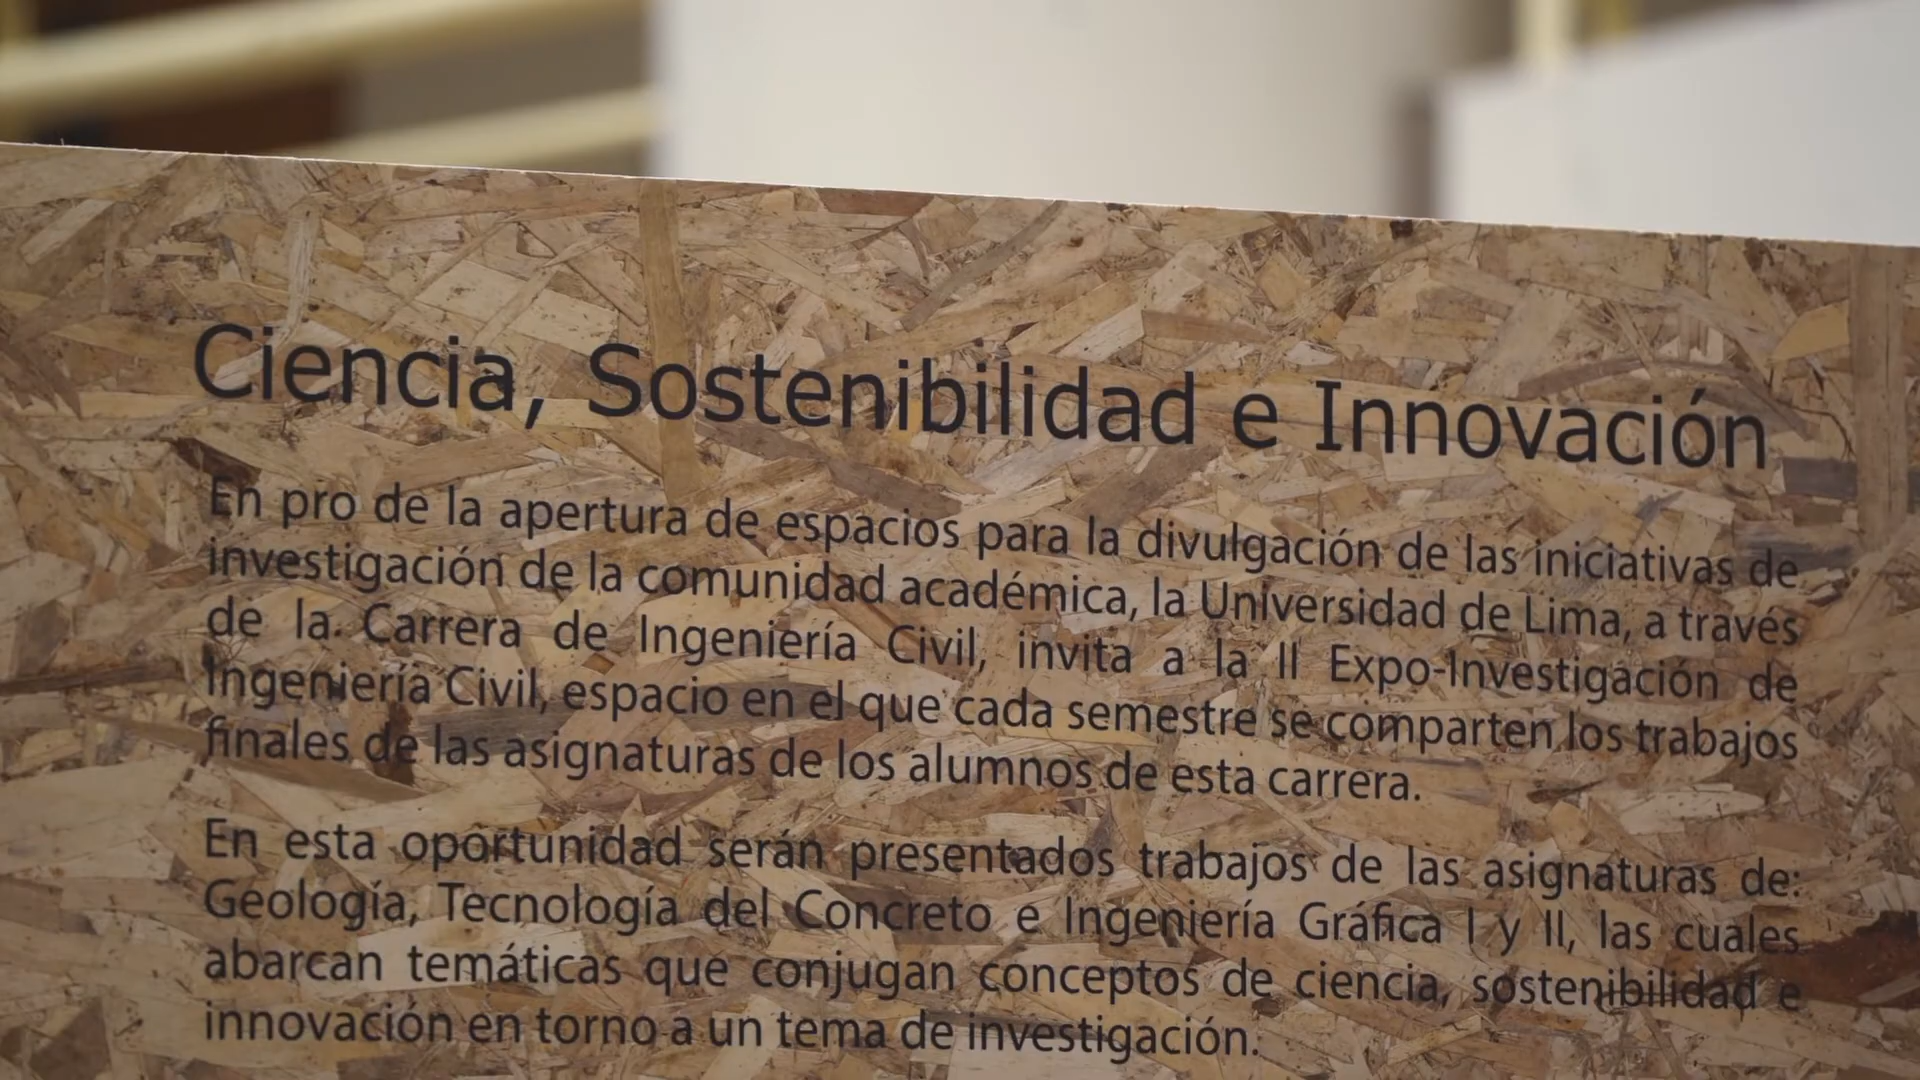 Ciencia, Sostenibilidad e Innovación
En pro de la apertura de espacios para la divulgación de las iniciativas de
investigación de la comunidad académica, la Universidad de Lima, a través
de la Carrera de Ingeniería Civil, invita a la II Expo-Investigación de
Ingeniería Civil, espacio en el que cada semestre se comparten los trabajos
finales de las asignaturas de los alumnos de esta carrera.
En esta oportunidad serán presentados trabajos de las asignaturas de:
Geología, Tecnología del Concreto e Ingeniería Gráfica I y II, las cuales
abarcan temáticas que conjugan conceptos de ciencia, sostenibilidad e
innovación en torno a un tema de investigación.